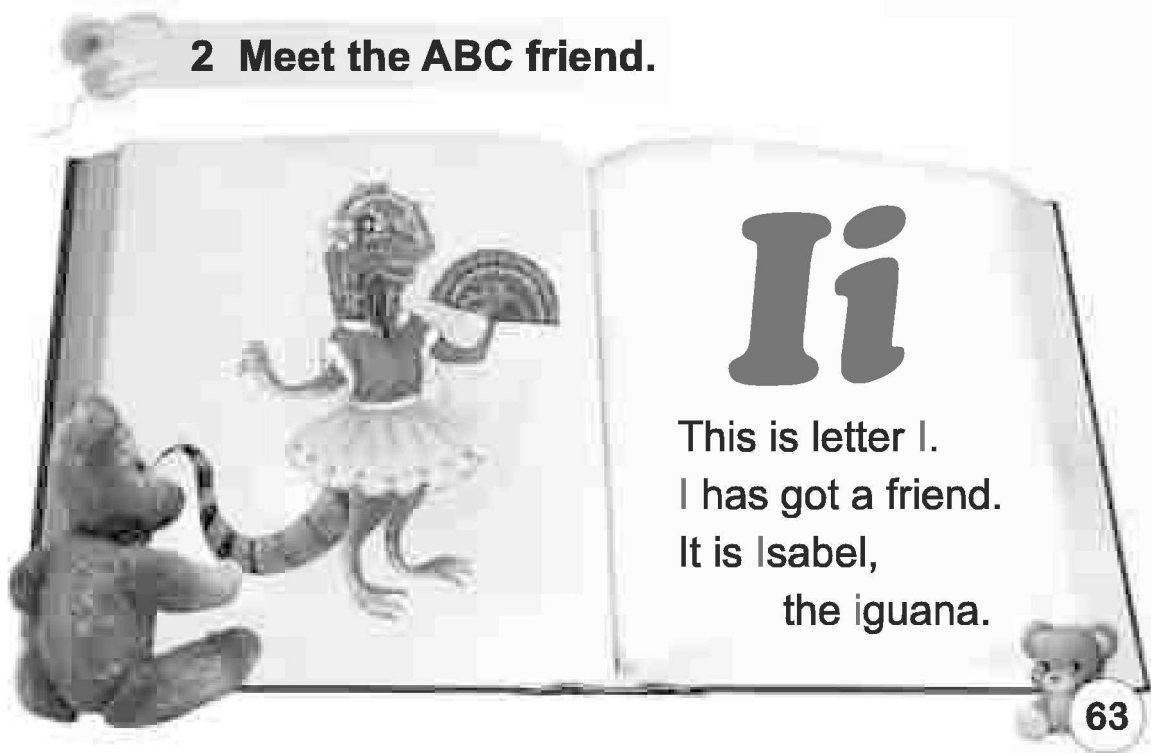 2 Meet the ABC friend.
Ii
This is letter I.
I has got a friend.
It is Isabel,
the iguana.
63